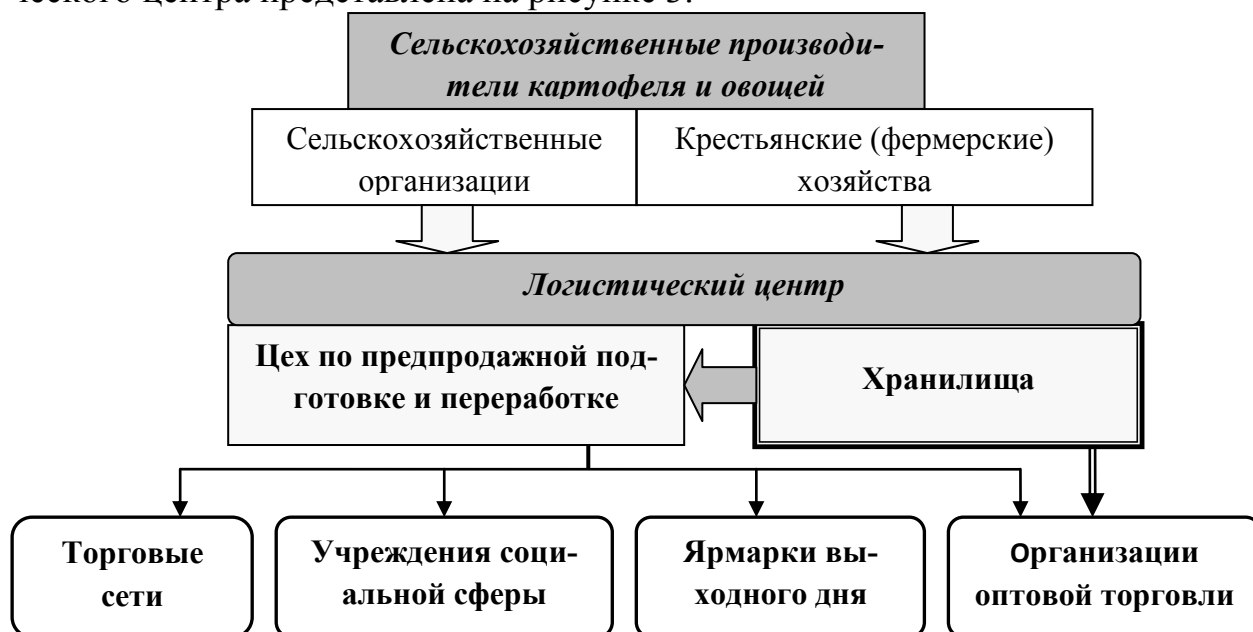 ческого центра представлена на рисунке 3.
Сельскохозяйственные производи-
тели картофеля и овощей
Сельскохозяйственные
организации
Крестьянские (фермерские)
хозяйства
Логистический центр
Цех по предпродажной под-
готовке и переработке
Хранилища
Торговые
сети
Учреждения соци-
альной сферы
Ярмарки вы-
ходного дня
Организации
оптовой торговли